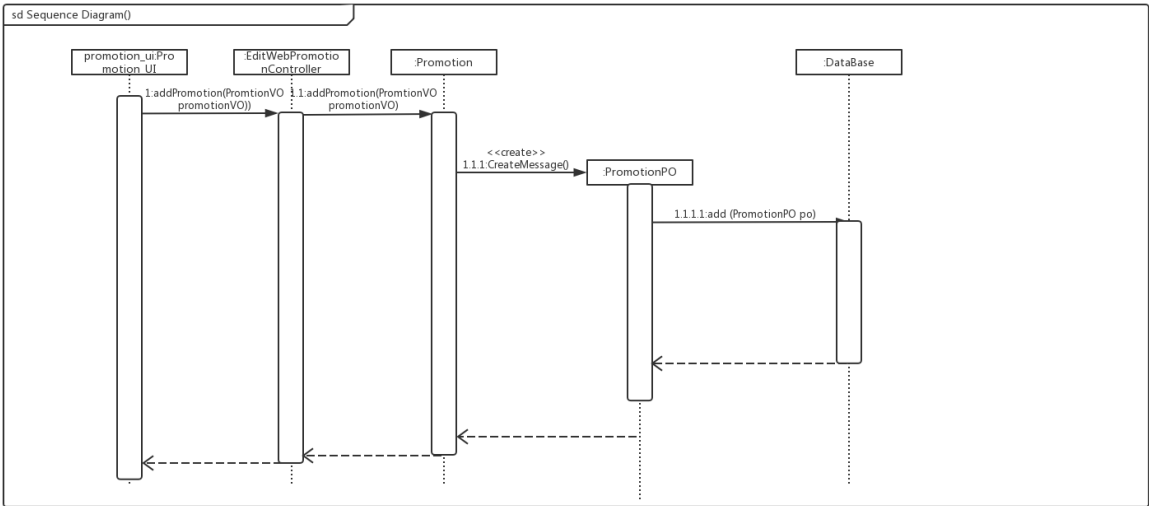 sd Sequence Diagram()
promotion_ui:Pro
motion_UI
:EditWebPromotio
nController
:Promotion
:DataBase
1:addPromotion(PromtionVO
promotionVO))
1.1:addPromotion(PromtionVO
promotionVO)
<<create>>
1.1.1:CreateMessage()
:PromotionPO
1.1.1.1:add (PromotionPO po)